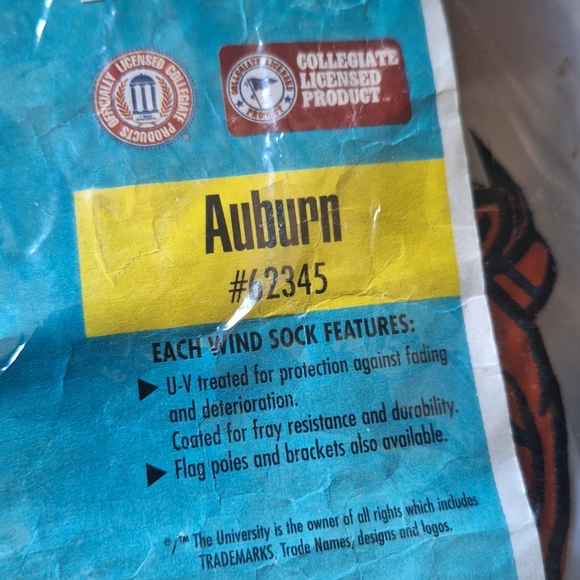 OFFICIALLY LICENSED COLLEGIATE PRODUCTS
COLLEGIATE
LICENSED
PRODUCT™
Auburn
#62345
EACH WIND SOCK FEATURES:
▶ U-V treated for protection against fading
and deterioration.
Coated for fray resistance and durability.
▶ Flag poles and brackets also available.
®/™ The University is the owner of all rights which includes
TRADEMARKS, Trade Names, designs and logos.